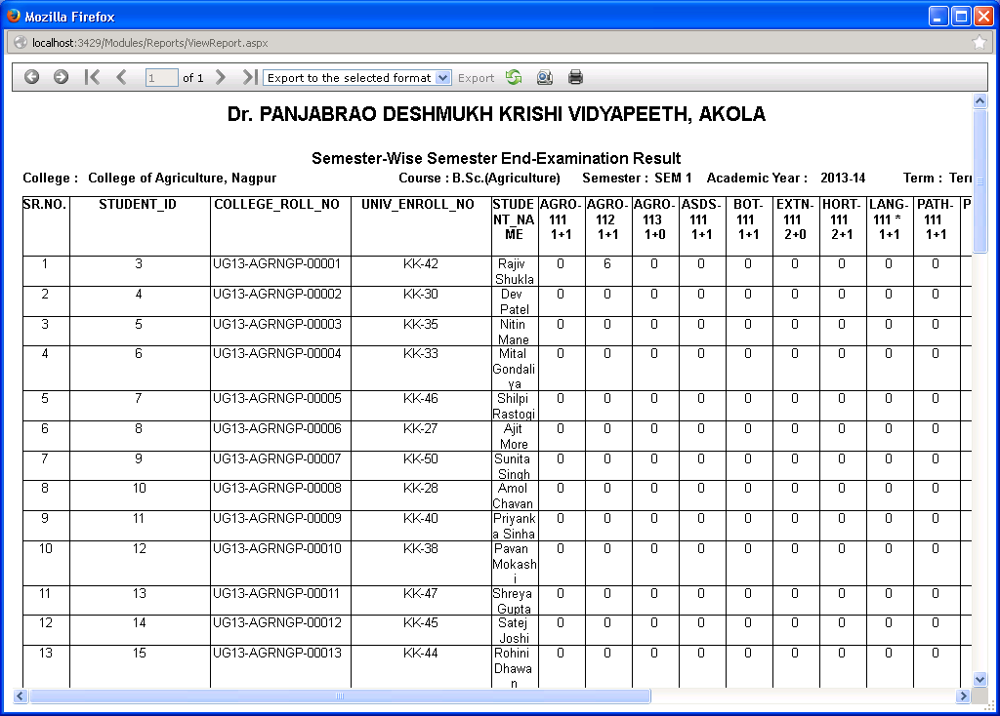 Mozilla Firefox
localhost:3429/Modules/Reports/ViewReport.aspx
1 of 1 Export to the selected format Export
Dr. PANJABRAO DESHMUKH KRISHI VIDYAPEETH, AKOLA
Semester-Wise Semester End-Examination Result
College : College of Agriculture, Nagpur Course : B.Sc.(Agriculture) Semester : SEM 1 Academic Year : 2013-14 Term : Terr
SR.NO. STUDENT_ID COLLEGE_ROLL_NO UNIV_ENROLL_NO STUDE AGRO- AGRO- AGRO- ASDS- BOT- EXTN- HORT- LANG- PATH- P
NT_NA 111 112 113 111 111 111 111 111 * 111
ME 1+1 1+1 1+0 1+1 1+1 2+0 2+1 1+1 1+1
1 3 UG13-AGRNGP-00001 KK-42 Rajiv 0 6 0 0 0 0 0 0 0
Shukla
2 4 UG13-AGRNGP-00002 KK-30 Dev 0 0 0 0 0 0 0 0 0
Patel
3 5 UG13-AGRNGP-00003 KK-35 Nitin 0 0 0 0 0 0 0 0 0
Mane
4 6 UG13-AGRNGP-00004 KK-33 Mital 0 0 0 0 0 0 0 0 0
Gondali
ya
5 7 UG13-AGRNGP-00005 KK-46 Shilpi 0 0 0 0 0 0 0 0 0
Rastogi
6 8 UG13-AGRNGP-00006 KK-27 Ajit 0 0 0 0 0 0 0 0 0
More
7 9 UG13-AGRNGP-00007 KK-50 Sunita 0 0 0 0 0 0 0 0 0
Singh
8 10 UG13-AGRNGP-00008 KK-28 Amol 0 0 0 0 0 0 0 0 0
Chavan
9 11 UG13-AGRNGP-00009 KK-40 Priyank 0 0 0 0 0 0 0 0 0
a Sinha
10 12 UG13-AGRNGP-00010 KK-38 Pavan 0 0 0 0 0 0 0 0 0
Mokash
i
11 13 UG13-AGRNGP-00011 KK-47 Shreya 0 0 0 0 0 0 0 0 0
Gupta
12 14 UG13-AGRNGP-00012 KK-45 Satej 0 0 0 0 0 0 0 0 0
Joshi
13 15 UG13-AGRNGP-00013 KK-44 Rohini 0 0 0 0 0 0 0 0 0
Dhawa
n